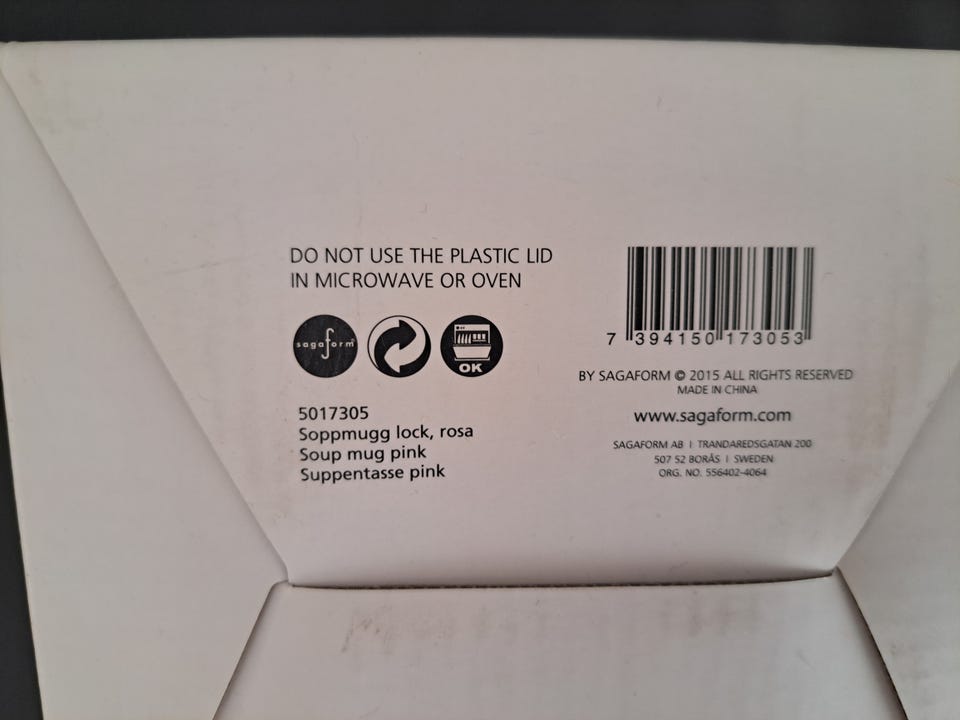 DO NOT USE THE PLASTIC LID
IN MICROWAVE OR OVEN
sagaform
OK
5017305
Soppmugg lock, rosa
Soup mug pink
Suppentasse pink
7 394150 173053
BY SAGAFORM © 2015 ALL RIGHTS RESERVED
MADE IN CHINA
www.sagaform.com
SAGAFORM AB | TRANDAREDSGATAN 200
507 52 BORÅS | SWEDEN
ORG. NO. 556402-4064